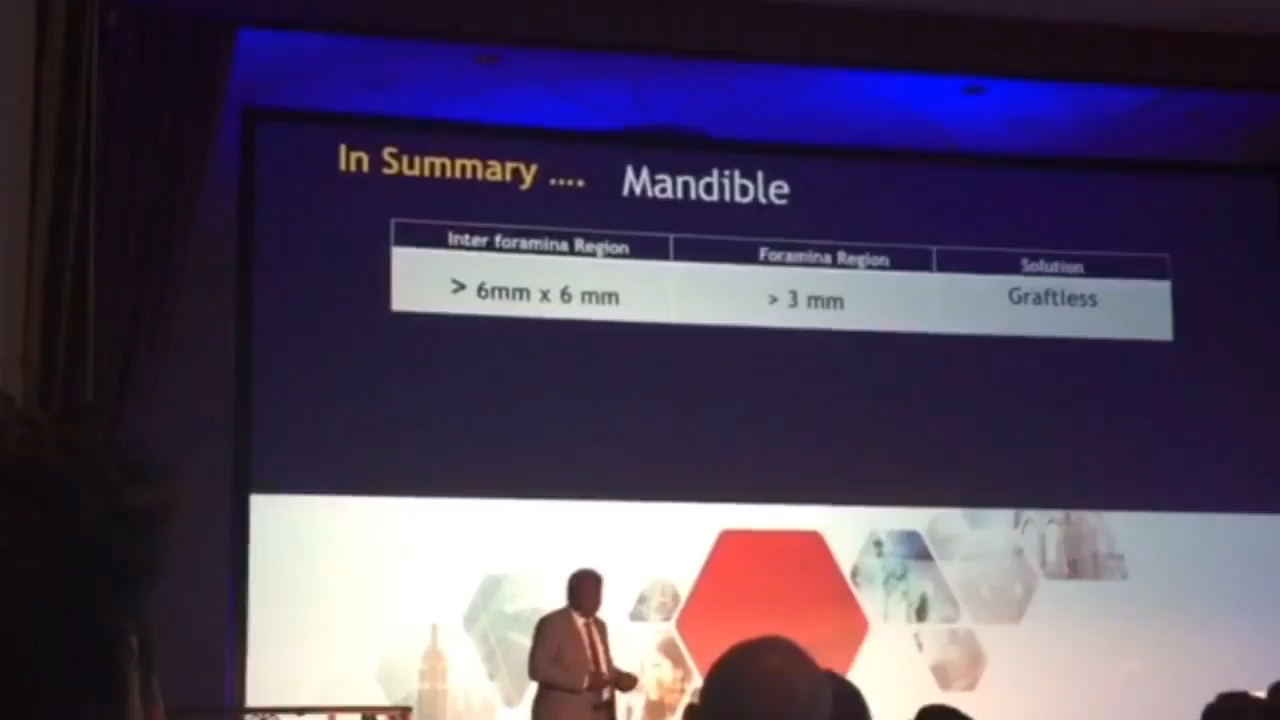 In Summary .... Mandible
Inter foramina Region Foramina Region Solution
> 6mm x 6 mm > 3 mm Graftless